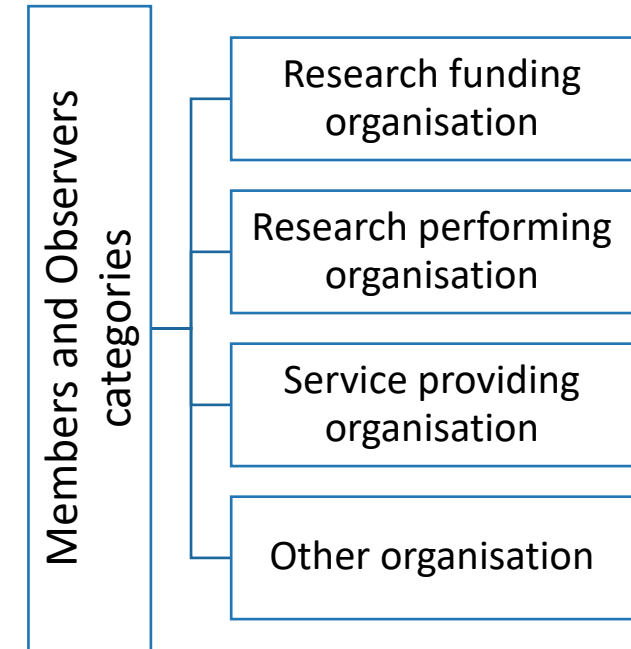 Members and Observers
categories
Research funding
organisation
Research performing
organisation
Service providing
organisation
Other organisation